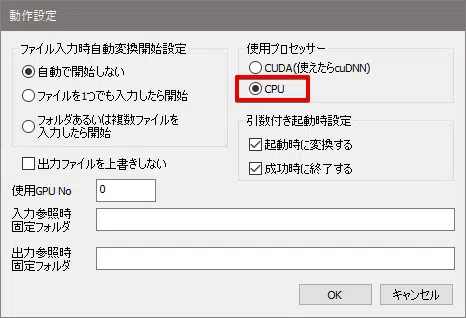 動作設定
ファイル入力時自動変換開始設定
自動で開始しない
ファイルを1つでも入力したら開始
フォルダあるいは複数ファイルを
入力したら開始
使用プロセッサー
CUDA((使えたらcuDNN)
CPU
引数付き起動時設定
起動時に変換する
成功時に終了する
出力ファイルを上書きしない
使用GPU No
0
入力参照時
固定フォルダ
出力参照時
固定フォルダ
OK
キャンセル